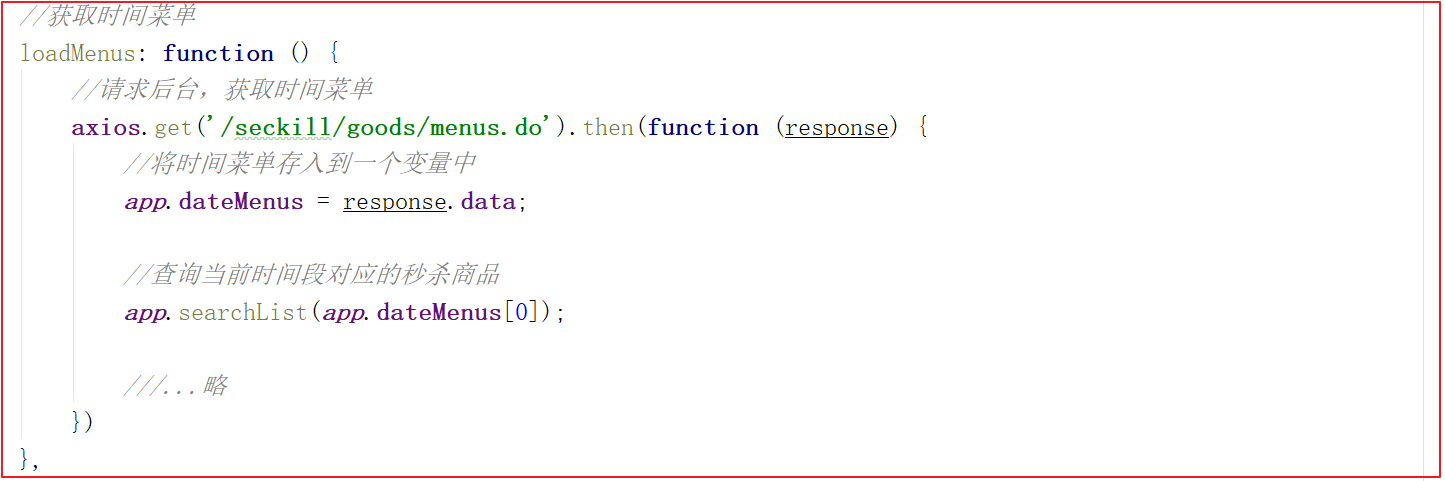 //获取时间菜单
loadMenus: function () {
    //请求后台，获取时间菜单
    axios.get('/seckill/goods/menus.do').then(function (response) {
        //将时间菜单存入到一个变量中
        app.dateMenus = response.data;
        //查询当前时间段对应的秒杀商品
        app.searchList(app.dateMenus[0]);
        ///...略
    })
},